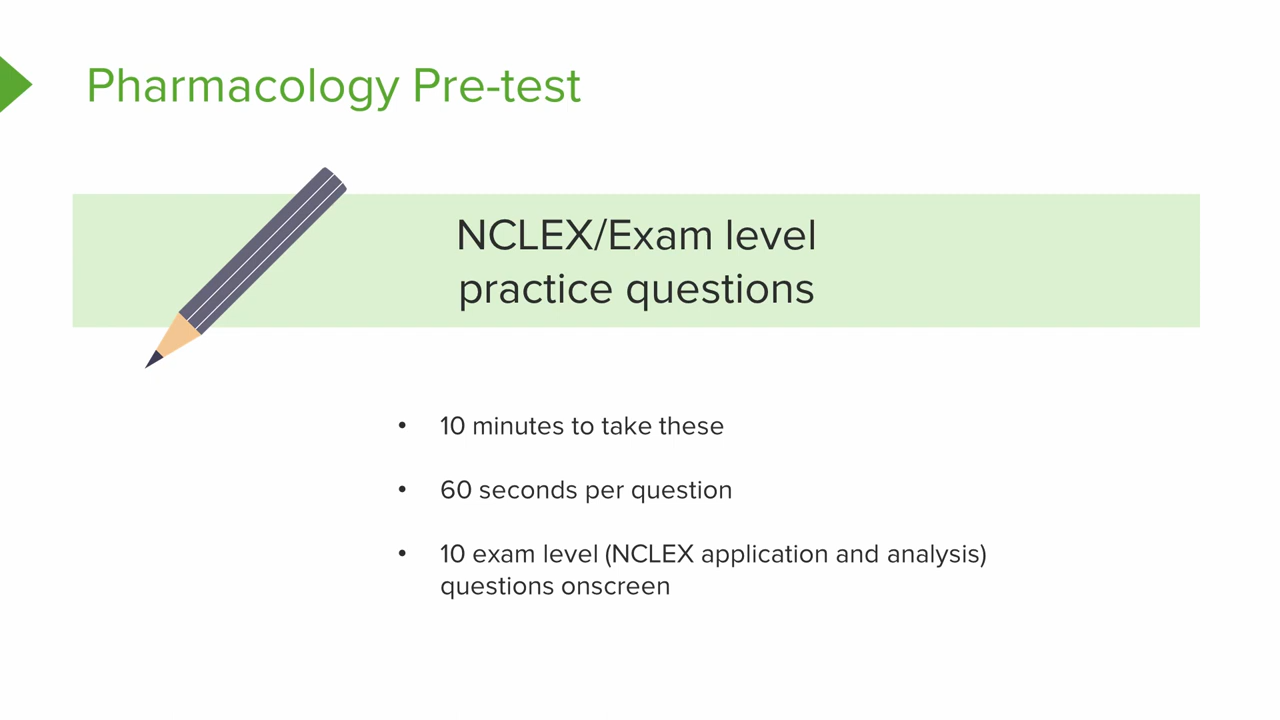 Pharmacology Pre-test
NCLEX/Exam level
practice questions
• 10 minutes to take these
• 60 seconds per question
• 10 exam level (NCLEX application and analysis)
questions onscreen